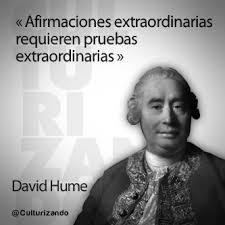 « Afirmaciones extraordinarias
requieren pruebas
extraordinarias »
David Hume
@Culturizando